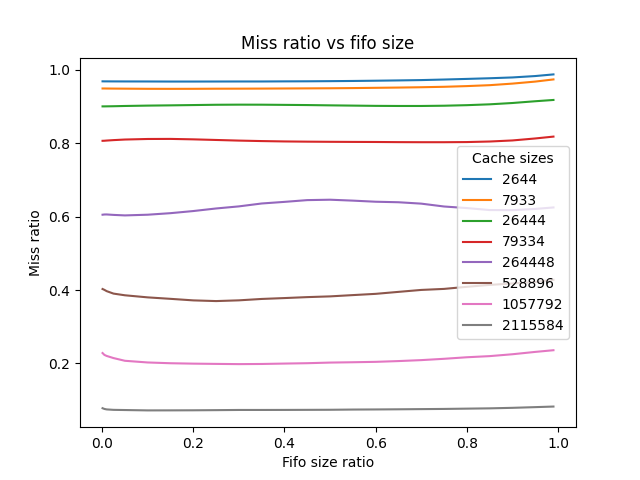 Miss ratio vs fifo size
Miss ratio
1.0
0.8
0.6
0.4
0.2
Cache sizes
2644
7933
26444
79334
264448
528896
1057792
2115584
0.0 0.2 0.4 0.6 0.8 1.0
Fifo size ratio